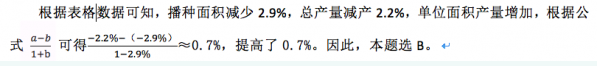 根据表格数据可知，播种面积减少 2.9%，总产量减产 2.2%，单位面积产量增加，根据公
式 \frac{a-b}{1+b} 可得\frac{-2.2%-（-2.9%）}{1-2.9%}≈0.7%，提高了 0.7%。因此，本题选 B。↵